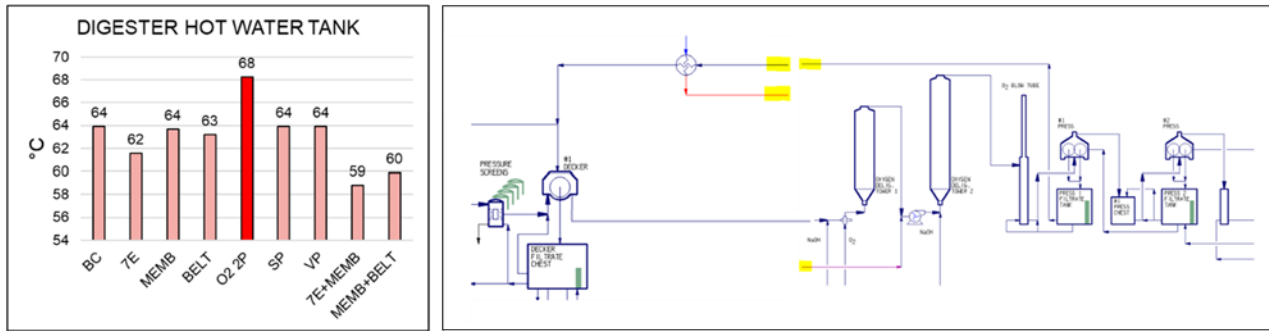 DIGESTER HOT WATER TANK
°C
70
68
66
64
62
60
58
56
54
64
62
64
63
68
64
64
59
60
BC
7E
MEMB
BELT
O2 2P
SP
VP
7E+MEMB
MEMB+BELT
PRESSURE
SCREENS
#1
DECKER
DECKER
FILTRATE
CHEST
OXYGEN
DELIG.
TOWER 1
OXYGEN
DELIG.
TOWER 2
NaOH
O2
NaOH
O2 BLOW TUBE
#1
PRESS
PRESS
FILTRATE
TANK
#1
PRESS
CHEST
#2
PRESS
PRESS
FILTRATE
TANK